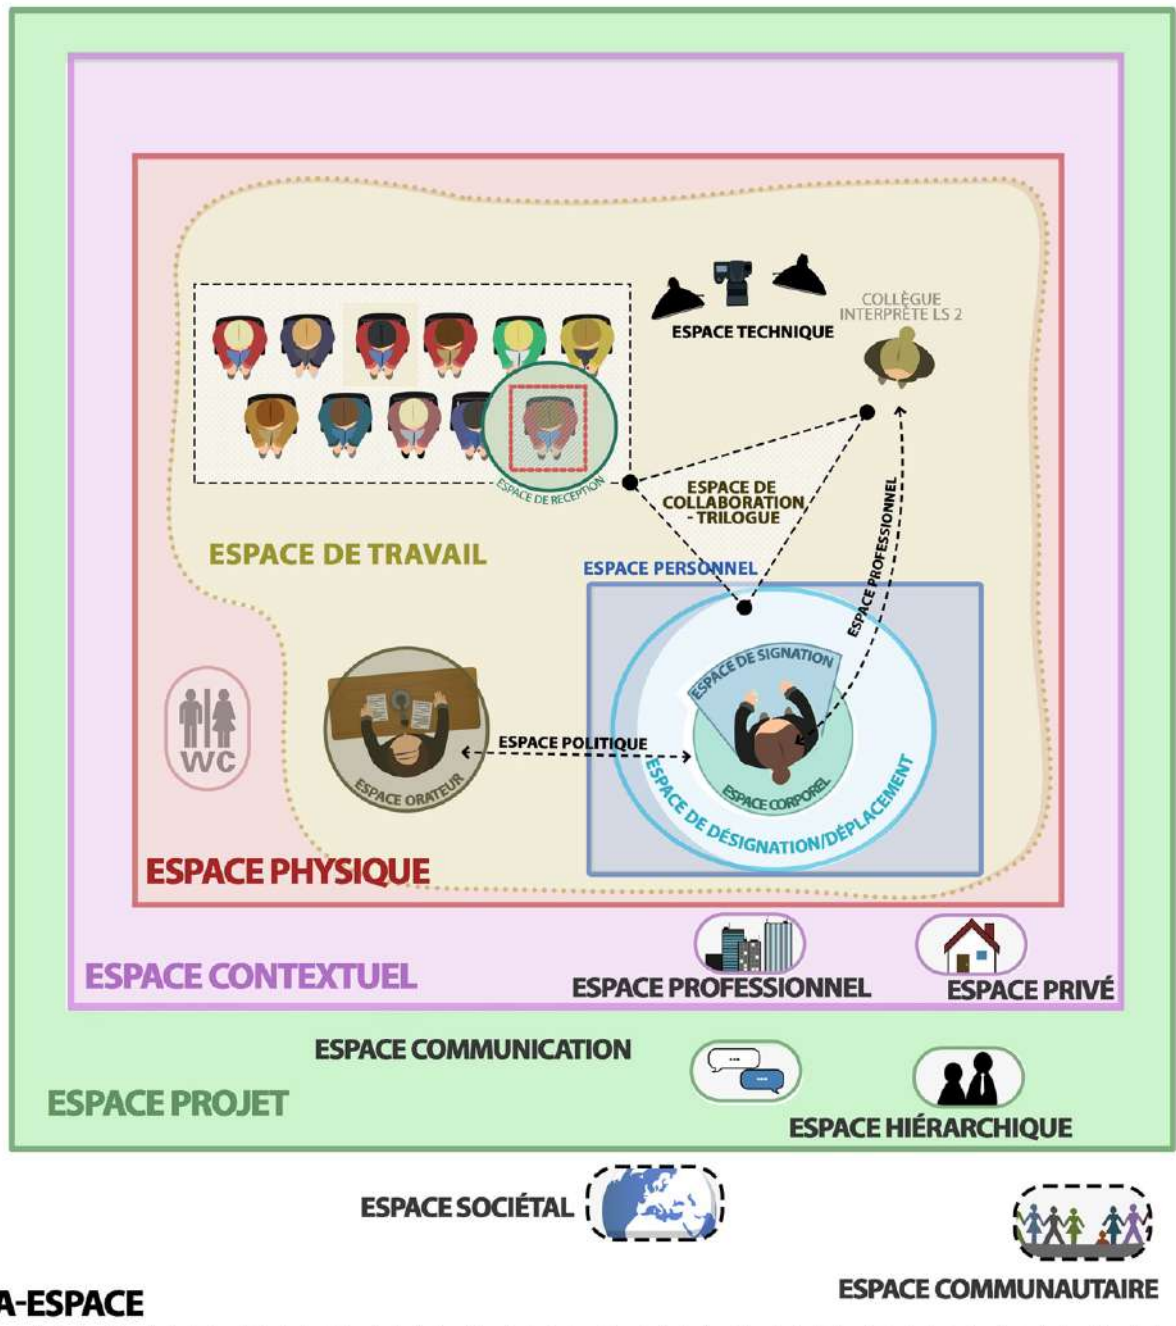 COLLÈGUE
INTERPRÈTE LS 2
ESPACE TECHNIQUE
ESPACE DE RECEPTION
ESPACE DE
COLLABORATION
- TRILOGUE
ESPACE DE TRAVAIL
ESPACE PERSONNEL
ESPACE PROFESSIONNEL
ESPACE DE SIGNATION
WC
ESPACE POLITIQUE
ESPACE ORATEUR
ESPACE CORPOREL
ESPACE DE DÉSIGNATION/DÉPLACEMENT
ESPACE PHYSIQUE
ESPACE CONTEXTUEL
ESPACE PROFESSIONNEL
ESPACE PRIVÉ
ESPACE COMMUNICATION
ESPACE PROJET
ESPACE HIÉRARCHIQUE
ESPACE SOCIÉTAL
ESPACE COMMUNAUTAIRE
A-ESPACE